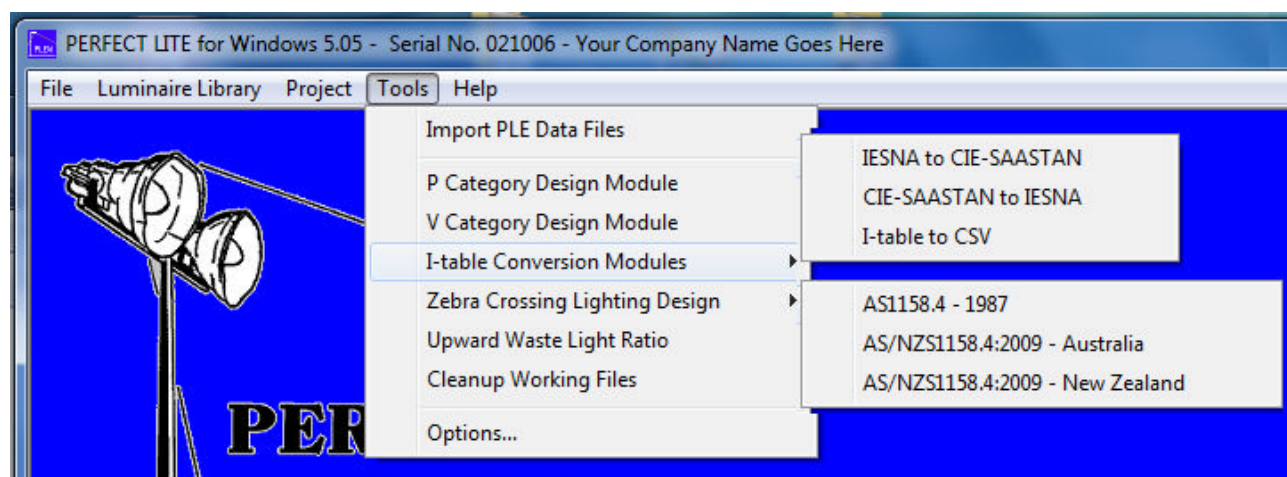 PERFECT LITE for Windows 5.05 - Serial No. 021006 - Your Company Name Goes Here
File Luminaire Library Project Tools Help
Import PLE Data Files
P Category Design Module
V Category Design Module
I-table Conversion Modules
Zebra Crossing Lighting Design
Upward Waste Light Ratio
Cleanup Working Files
Options...
IESNA to CIE-SAASTAN
CIE-SAASTAN to IESNA
I-table to CSV
AS1158.4 - 1987
AS/NZS1158.4:2009 - Australia
AS/NZS1158.4:2009 - New Zealand
PER